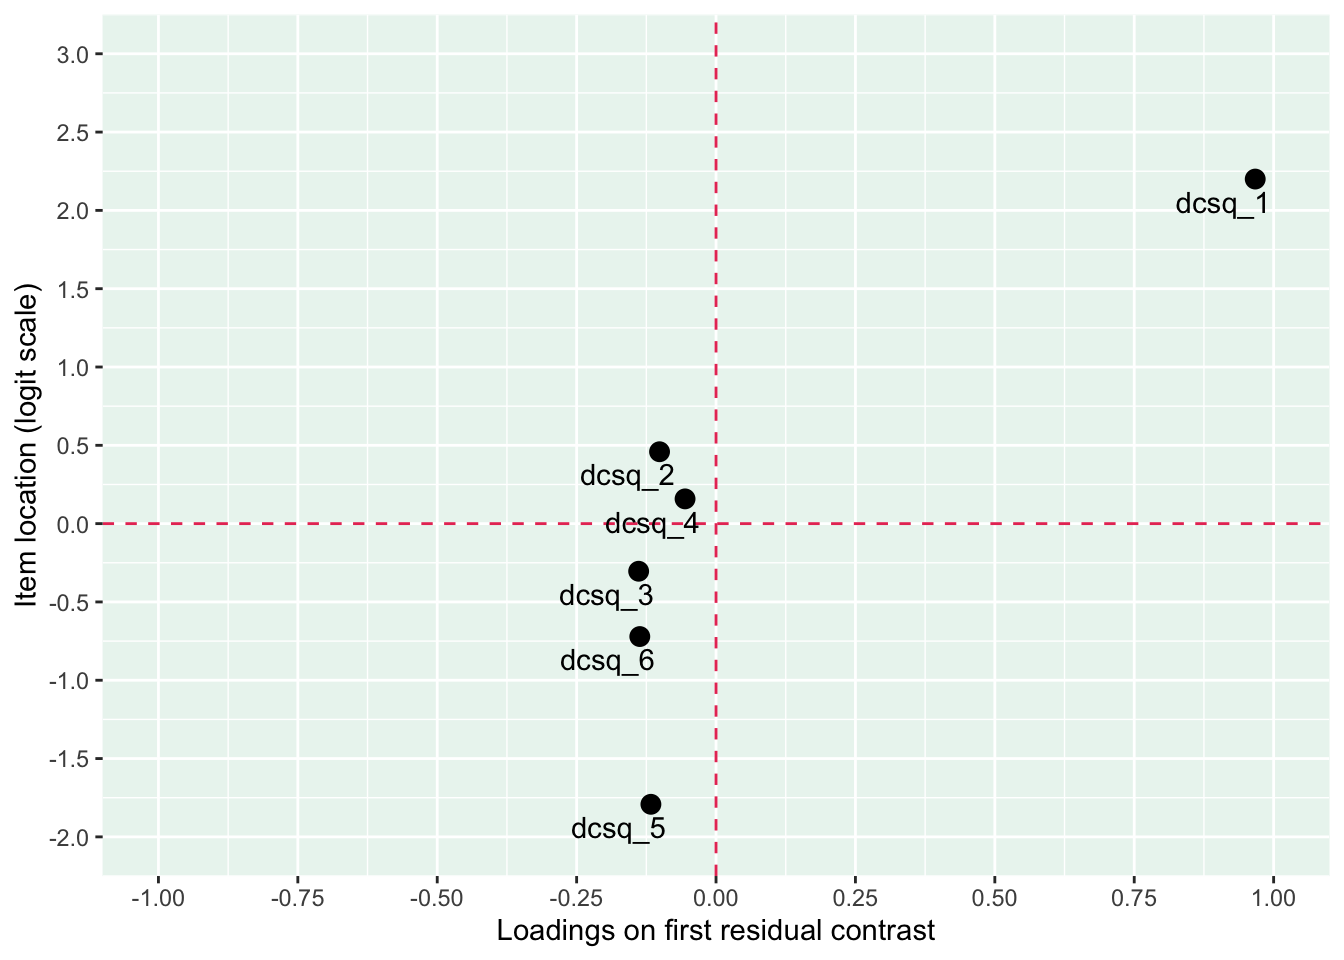 3.0
2.5
2.0
1.5
1.0
0.5
0.0
-0.5
-1.0
-1.5
-2.0
Item location (logit scale)
dcsq_1
dcsq_2
dcsq_4
dcsq_3
dcsq_6
dcsq_5
-1.00 -0.75 -0.50 -0.25 0.00 0.25 0.50 0.75 1.00
Loadings on first residual contrast